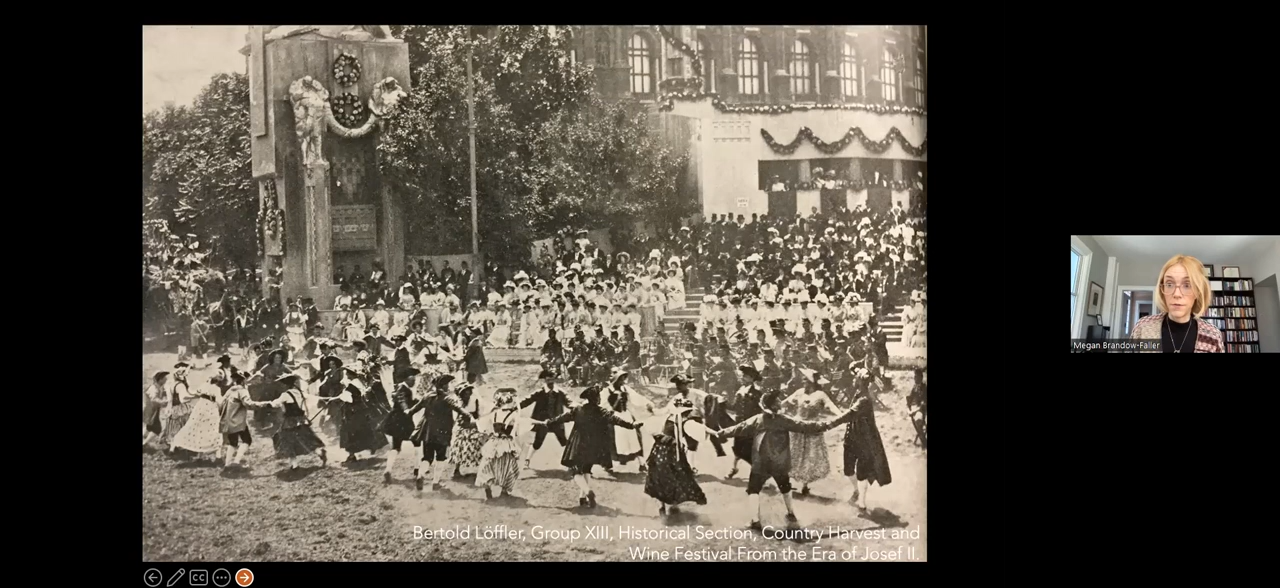 Bertold Löffler, Group XIII, Historical Section, Country Harvest and
Wine Festival From the Era of Josef II.
Megan Brandow-Faller
CC